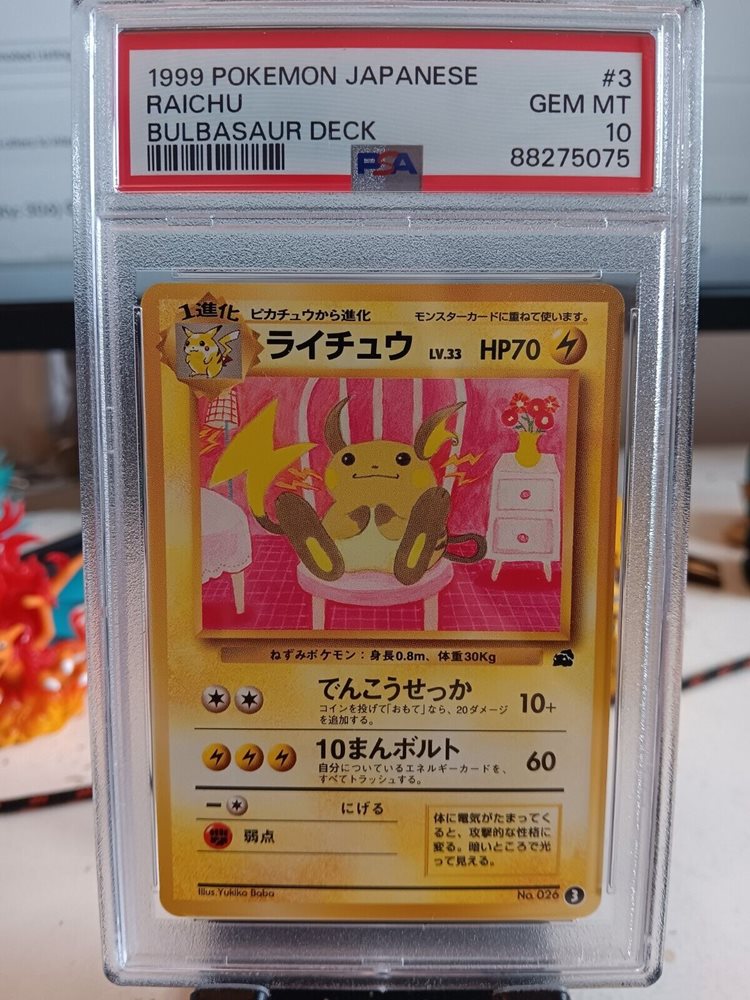 1999 POKEMON JAPANESE #3
RAICHU GEM MT
BULBASAUR DECK 10
PSA 88275075
1進化 ピカチュウから進化 モンスターカードに重ねて使います。
ライチュウ LV.33 HP70
ねずみポケモン：身長0.8m、体重30Kg
でんこうせっか 10+
コインを投げて「おもて」なら、20ダメージ
を追加する。
10まんボルト 60
自分についているエネルギーカードを、
すべてトラッシュする。
にげる
弱点
体に電気がたまってく
ると、攻撃的な性格に
変る。暗いところで光
って見える。
Illus.Yukiko Baba No.026 3